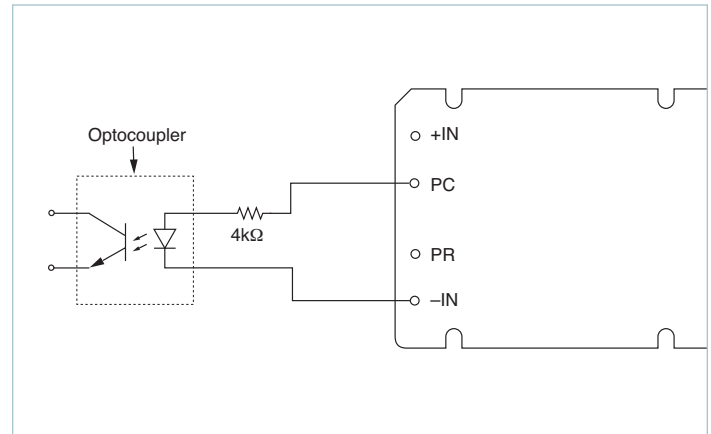 Optocoupler
4kΩ
+IN
PC
PR
–IN